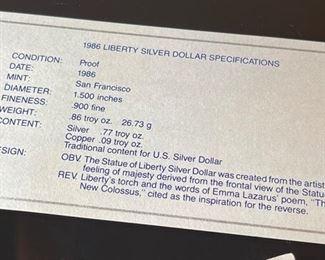 1986 LIBERTY SILVER DOLLAR SPECIFICATIONS
CONDITION: Proof
DATE: 1986
MINT: San Francisco
DIAMETER: 1.500 inches
FINENESS: .900 fine
WEIGHT: .86 troy oz. 26.73 g
CONTENT: Silver .77 troy oz.
Copper .09 troy oz.
Traditional content for U.S. Silver Dollar
ESIGN: OBV. The Statue of Liberty Silver Dollar was created from the artist
feeling of majesty derived from the frontal view of the Statu
REV. Liberty's torch and the words of Emma Lazarus' poem, "Th
New Colossus," cited as the inspiration for the reverse.